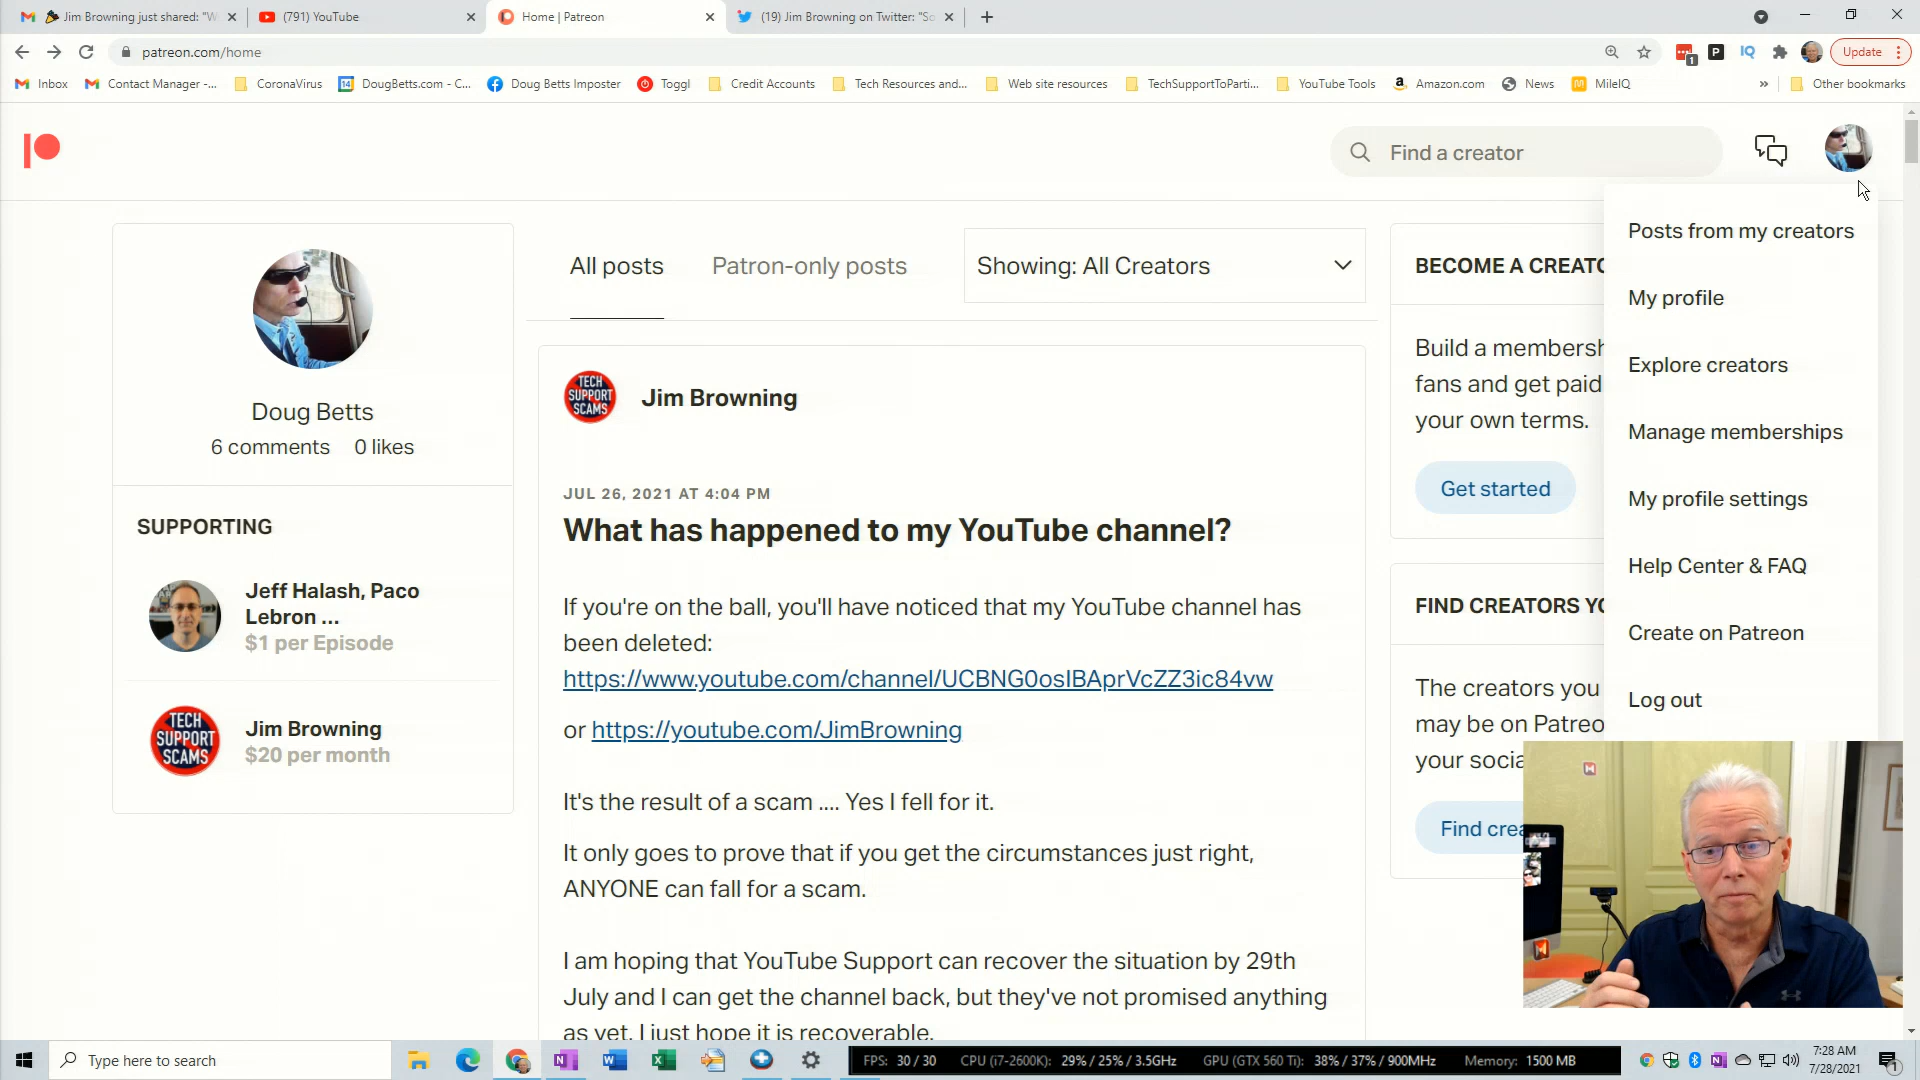 Jim Browning just shared: "W
(791) YouTube
Home | Patreon
(19) Jim Browning on Twitter: "So
patreon.com/home
1
P
IQ
Update
Inbox
Contact Manager -...
CoronaVirus
14
DougBetts.com - C...
Doug Betts Imposter
Toggl
Credit Accounts
Tech Resources and...
Web site resources
TechSupportToParti...
YouTube Tools
Amazon.com
News
MileIQ
»
Other bookmarks
Find a creator
Posts from my creators
My profile
Explore creators
Manage memberships
My profile settings
Help Center & FAQ
Create on Patreon
Log out
Doug Betts
6 comments 0 likes
SUPPORTING
Jeff Halash, Paco
Lebron ...
$1 per Episode
TECH
SUPPORT
SCAMS
Jim Browning
$20 per month
All posts
Patron-only posts
Showing: All Creators
TECH
SUPPORT
SCAMS
Jim Browning
JUL 26, 2021 AT 4:04 PM
What has happened to my YouTube channel?
If you're on the ball, you'll have noticed that my YouTube channel has
been deleted:
https://www.youtube.com/channel/UCBNG0osIBAprVcZZ3ic84vw
or https://youtube.com/JimBrowning
It's the result of a scam .... Yes I fell for it.
It only goes to prove that if you get the circumstances just right,
ANYONE can fall for a scam.
I am hoping that YouTube Support can recover the situation by 29th
July and I can get the channel back, but they've not promised anything
as yet. I just hope it is recoverable.
BECOME A CREATO
Build a membersh
fans and get paid
your own terms.
Get started
FIND CREATORS YO
The creators you
may be on Patreo
your socia
Find crea
Type here to search
FPS: 30 / 30
CPU (i7-2600K): 29% / 25% / 3.5GHz
GPU (GTX 560 Ti): 38% / 37% / 900MHz
Memory: 1500 MB
7:28 AM
7/28/2021
1